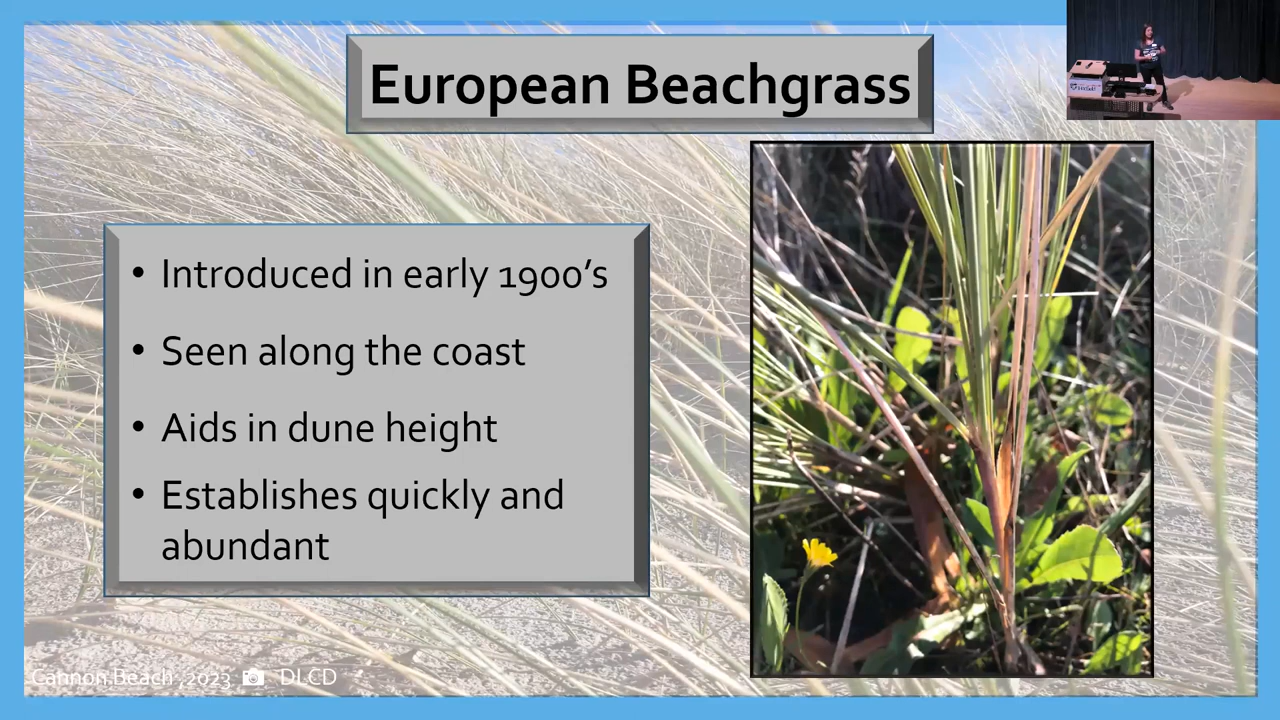 European Beachgrass
• Introduced in early 1900’s
• Seen along the coast
• Aids in dune height
• Establishes quickly and
abundant
Cannon Beach ,2023 DLCD